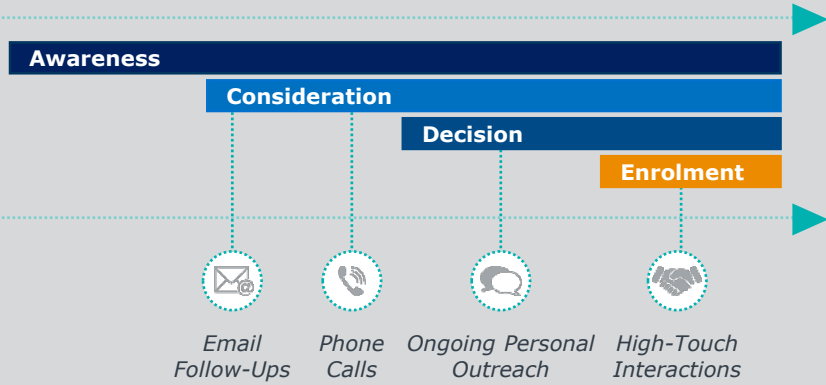 Awareness
Consideration
Decision
Enrolment
@
Email
Follow-Ups
Phone
Calls
Ongoing Personal
Outreach
High-Touch
Interactions